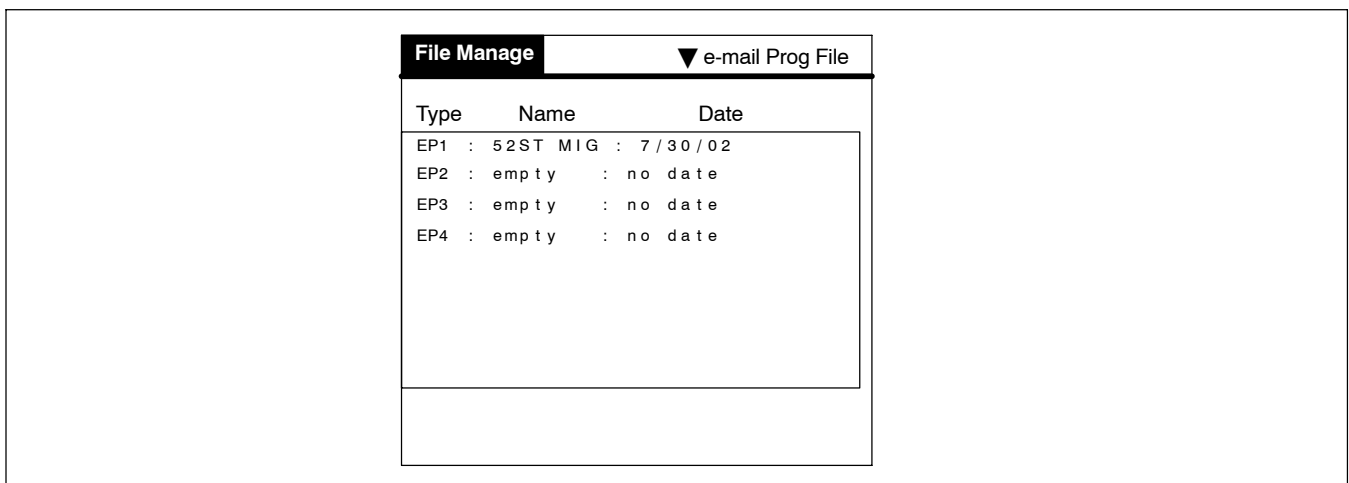 File Manage ▼ e-mail Prog File
Type Name Date
EP1 : 52ST MIG : 7/30/02
EP2 : empty : no date
EP3 : empty : no date
EP4 : empty : no date